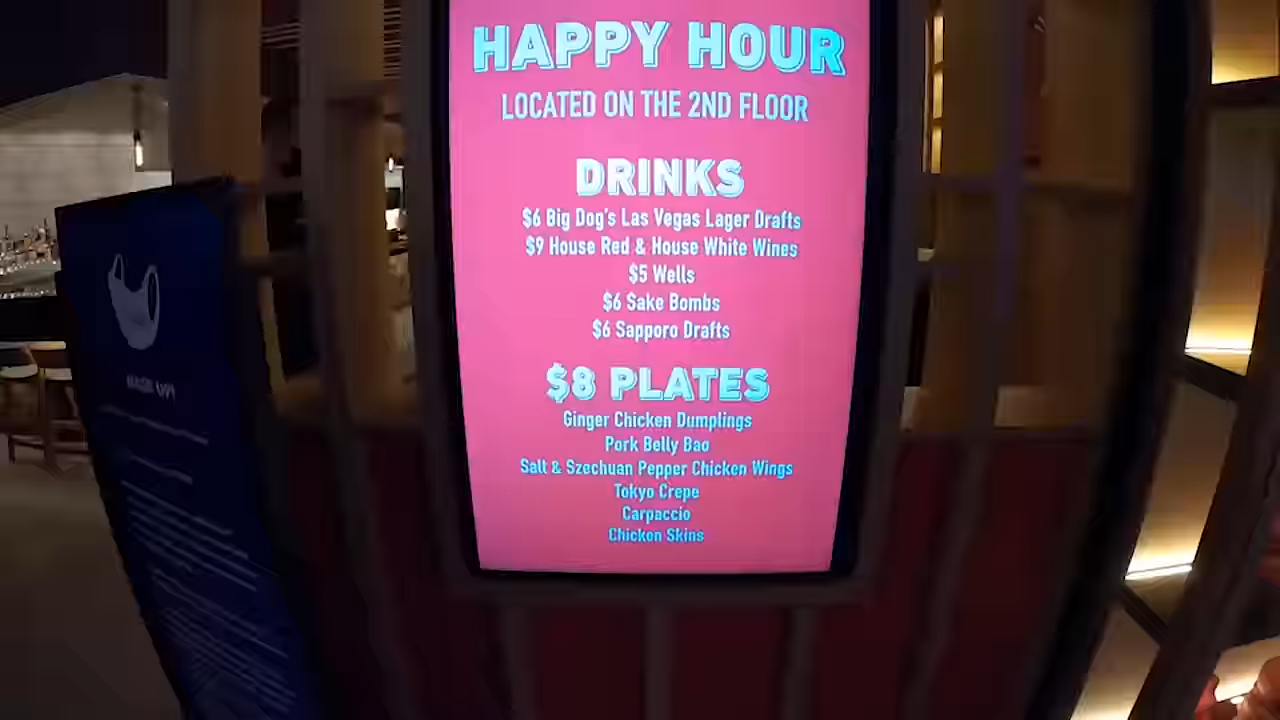 HAPPY HOUR
LOCATED ON THE 2ND FLOOR
DRINKS
$6 Big Dog's Las Vegas Lager Drafts
$9 House Red & House White Wines
$5 Wells
$6 Sake Bombs
$6 Sapporo Drafts
$8 PLATES
Ginger Chicken Dumplings
Pork Belly Bao
Salt & Szechuan Pepper Chicken Wings
Tokyo Crepe
Carpaccio
Chicken Skins